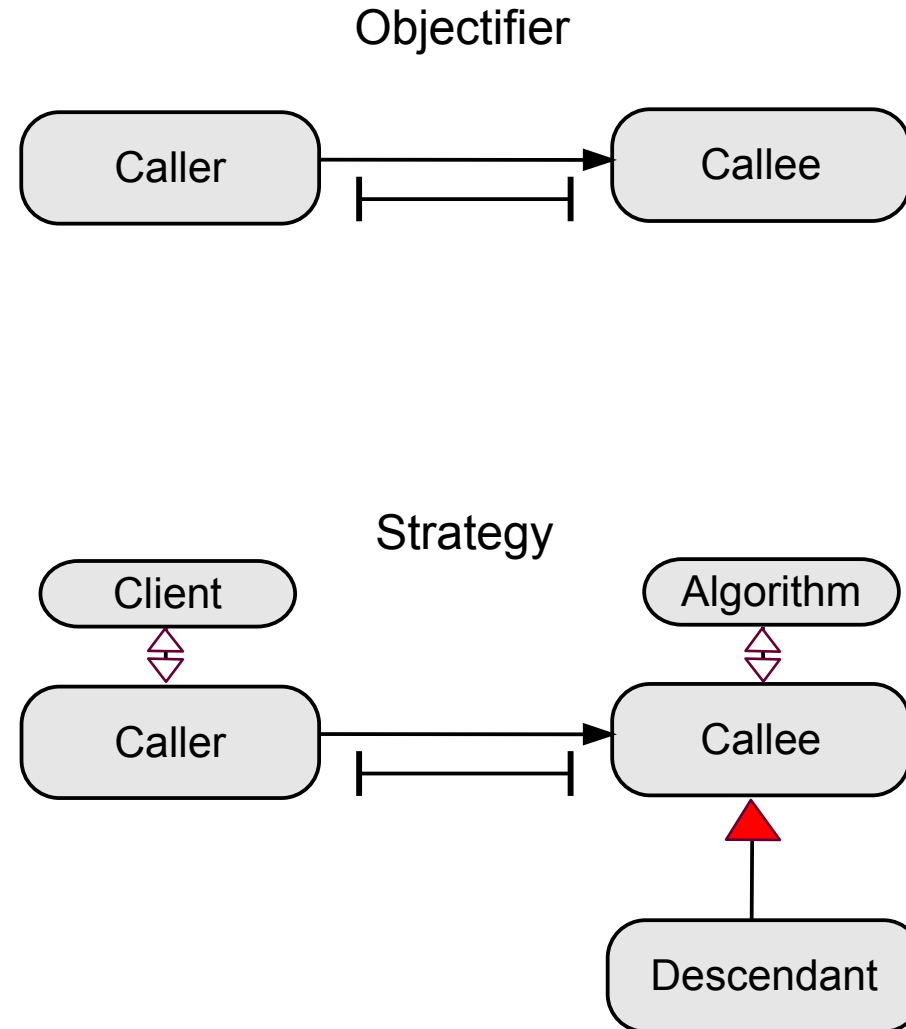 Objectifier
Caller
Callee
Strategy
Client
Algorithm
Caller
Callee
Descendant